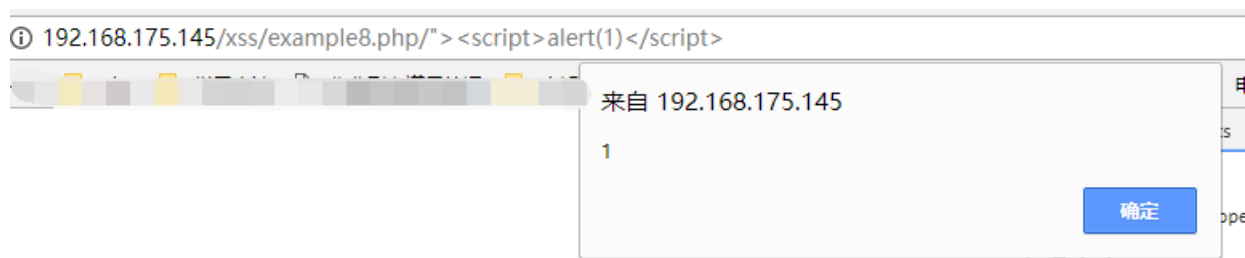 192.168.175.145/xss/example8.php/"><script>alert(1)</script>
来自 192.168.175.145
1
确定